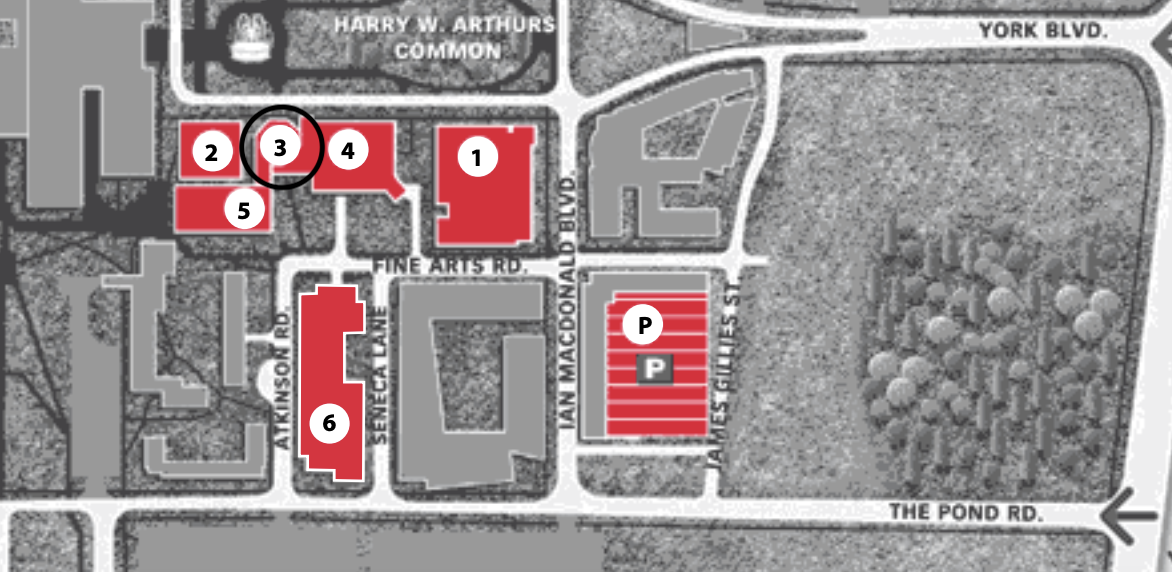 HARRY W. ARTHURS
COMMON
YORK BLVD.
2
3
4
1
5
IAN MACDONALD BLVD.
FINE ARTS RD.
ATKINSON RD.
SENECA LANE
JAMES GILLIES ST.
P
P
6
THE POND RD.